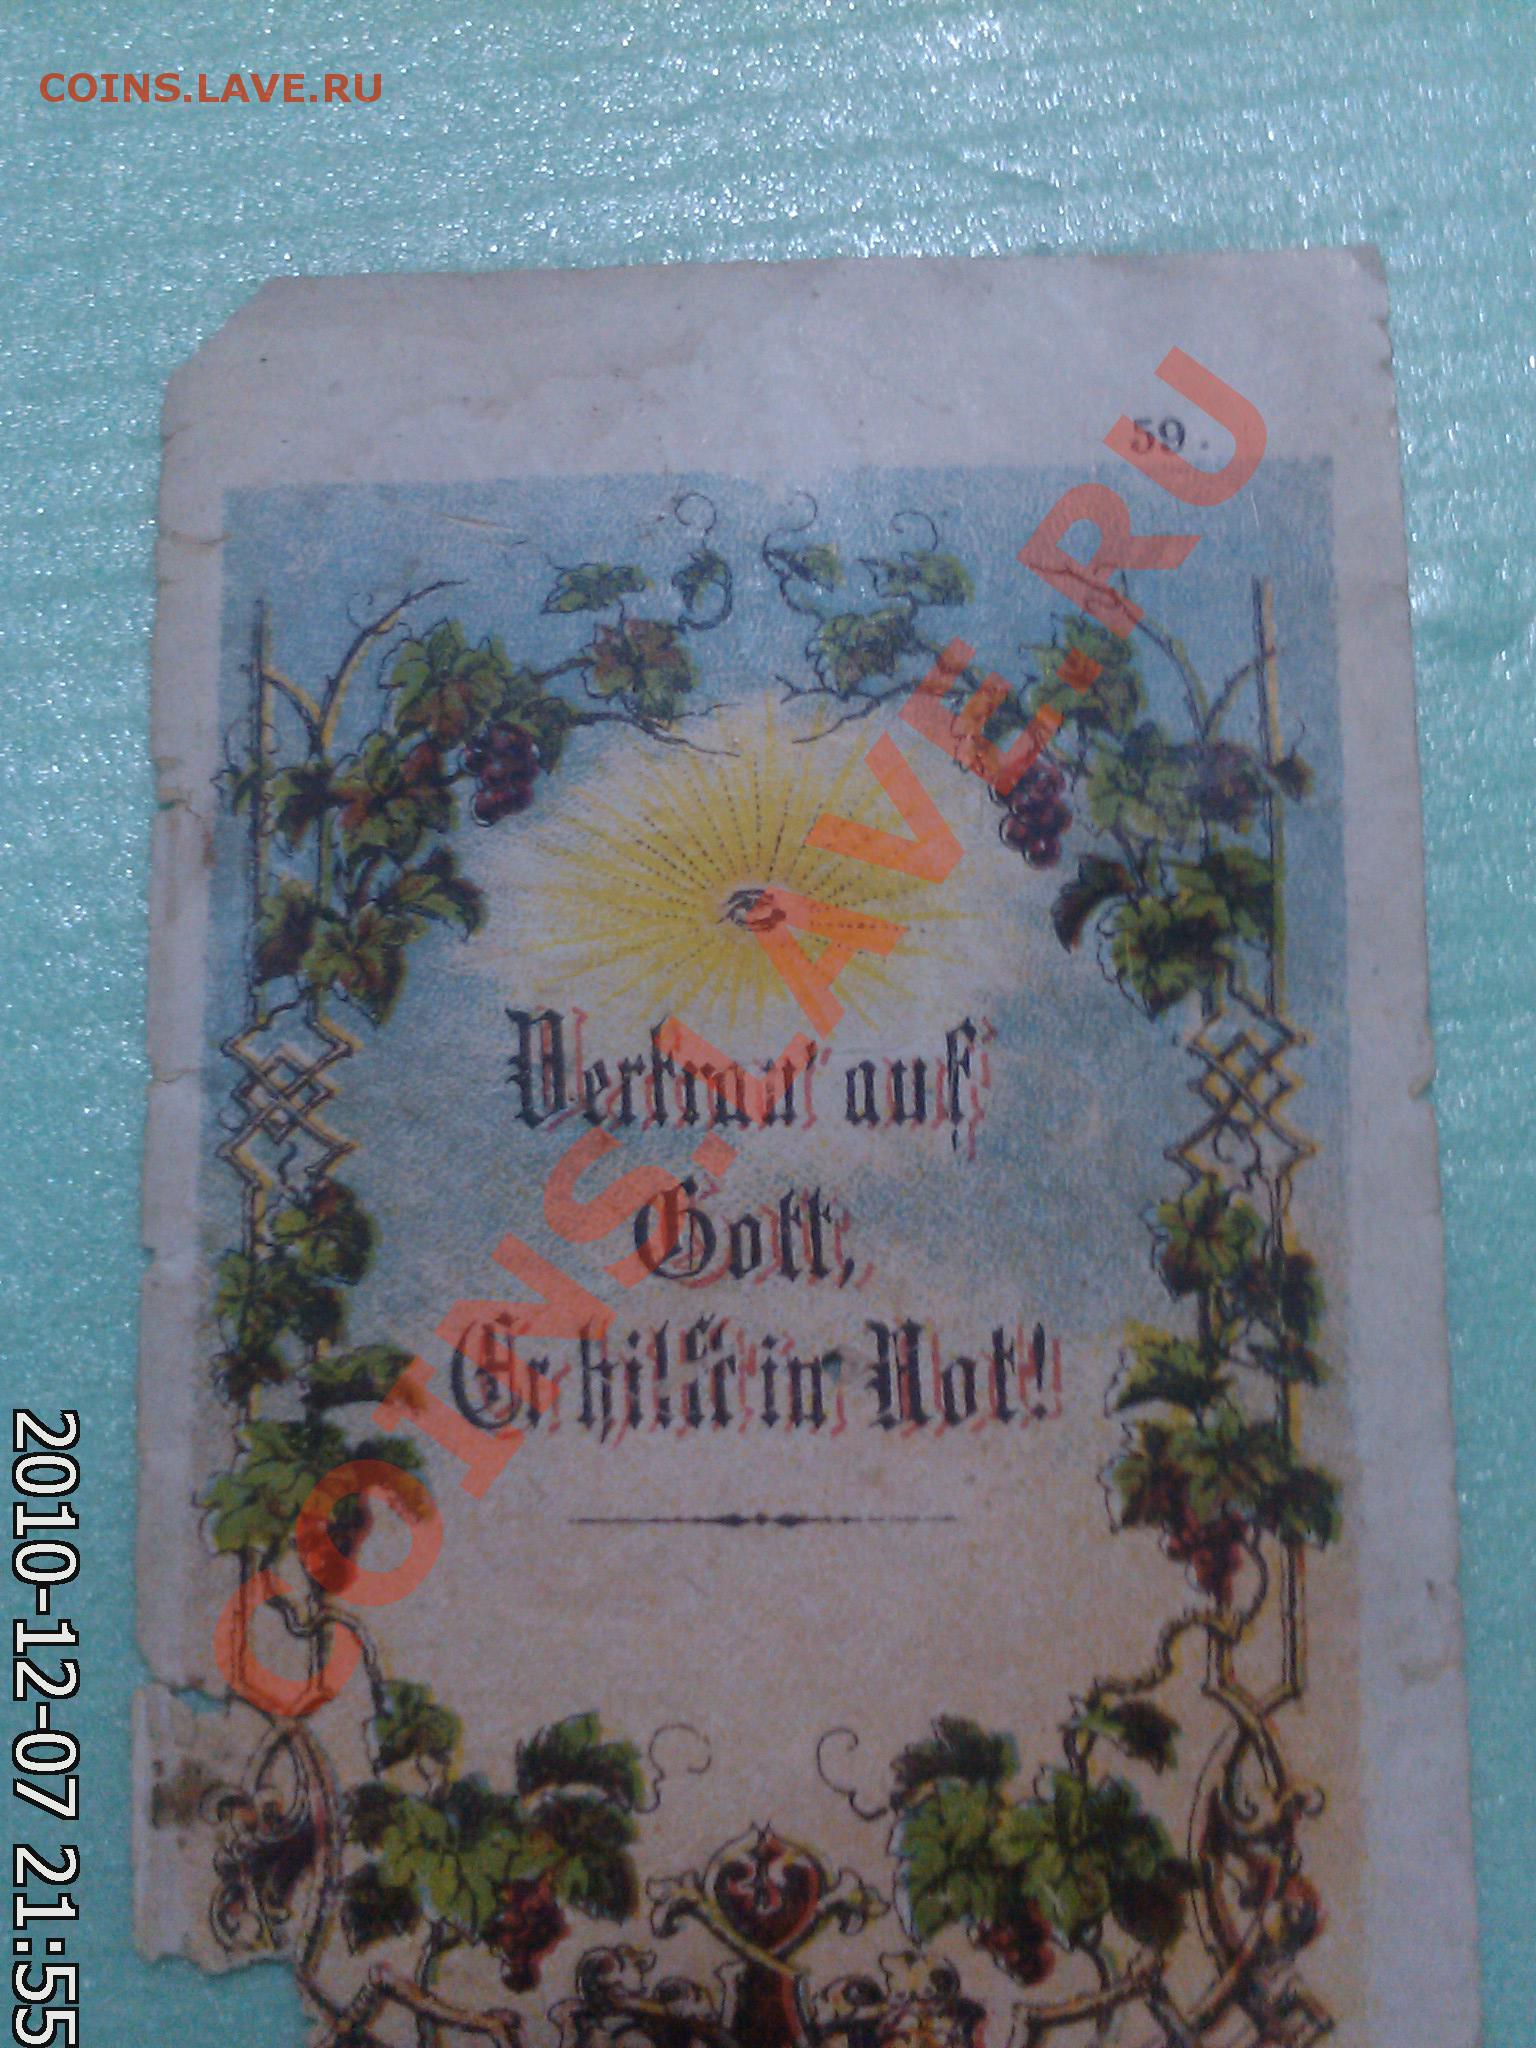 COINS.LAVE.RU
59.
Vertrau' auf
Gott,
Er hilft in Not!
COINS.LAVE.RU
2010-12-07 21:55